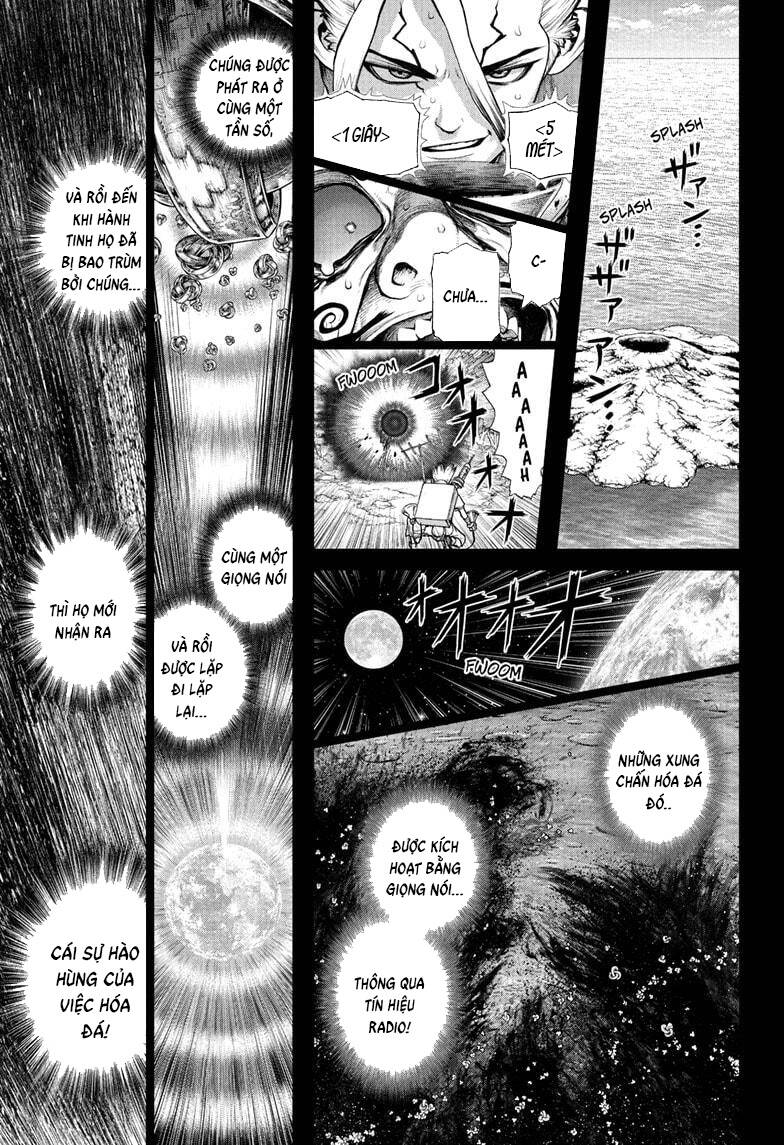 SPLASH
ザァン…
SPLASH
ザザァァン…
<5
MÉT>
<1 GIÂY>
C-
CHƯA...
A
A
A
A
A
A
A
H
FWOOOM
コォォオオ
オオオオ
FWOOM
NHỮNG XUNG
CHẤN HÓA ĐÁ
ĐÓ..
ĐƯỢC KÍCH
HOẠT BẰNG
GIỌNG NÓI...
THÔNG QUA
TÍN HIỆU
RADIO!
CHÚNG ĐƯỢC
PHÁT RA Ở
CÙNG MỘT
TẦN SỐ,
CÙNG MỘT
GIỌNG NÓI
VÀ RỒI
ĐƯỢC LẶP
ĐI LẶP
LẠI...
VÀ RỒI ĐẾN
KHI HÀNH
TINH HỌ ĐÃ
BỊ BAO TRÙM
BỞI CHÚNG...
THÌ HỌ MỚI
NHẬN RA
CÁI SỰ HÀO
HÙNG CỦA
VIỆC HÓA
ĐÁ!